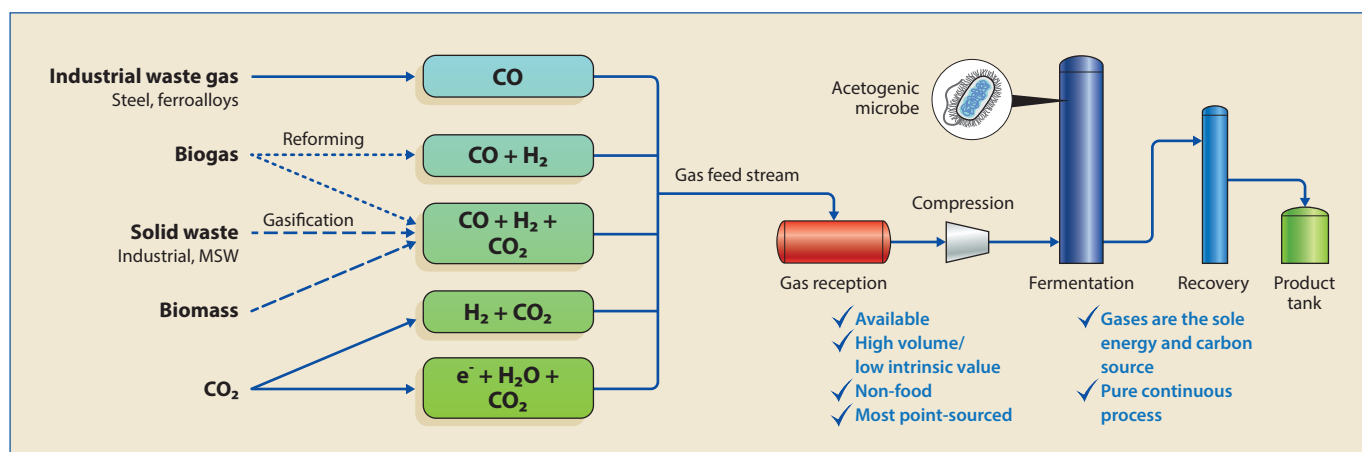 Industrial waste gas
Steel, ferroalloys
CO
Biogas
Reforming
CO + H₂
Solid waste
Industrial, MSW
Gasification
CO + H₂ +
CO₂
Biomass
H₂ + CO₂
CO₂
e⁻ + H₂O +
CO₂
Gas feed stream
Acetogenic
microbe
Compression
Gas reception
Fermentation
Recovery
Product
tank
✓ Available
✓ High volume/
low intrinsic value
✓ Non-food
✓ Most point-sourced
✓ Gases are the sole
energy and carbon
source
✓ Pure continuous
process